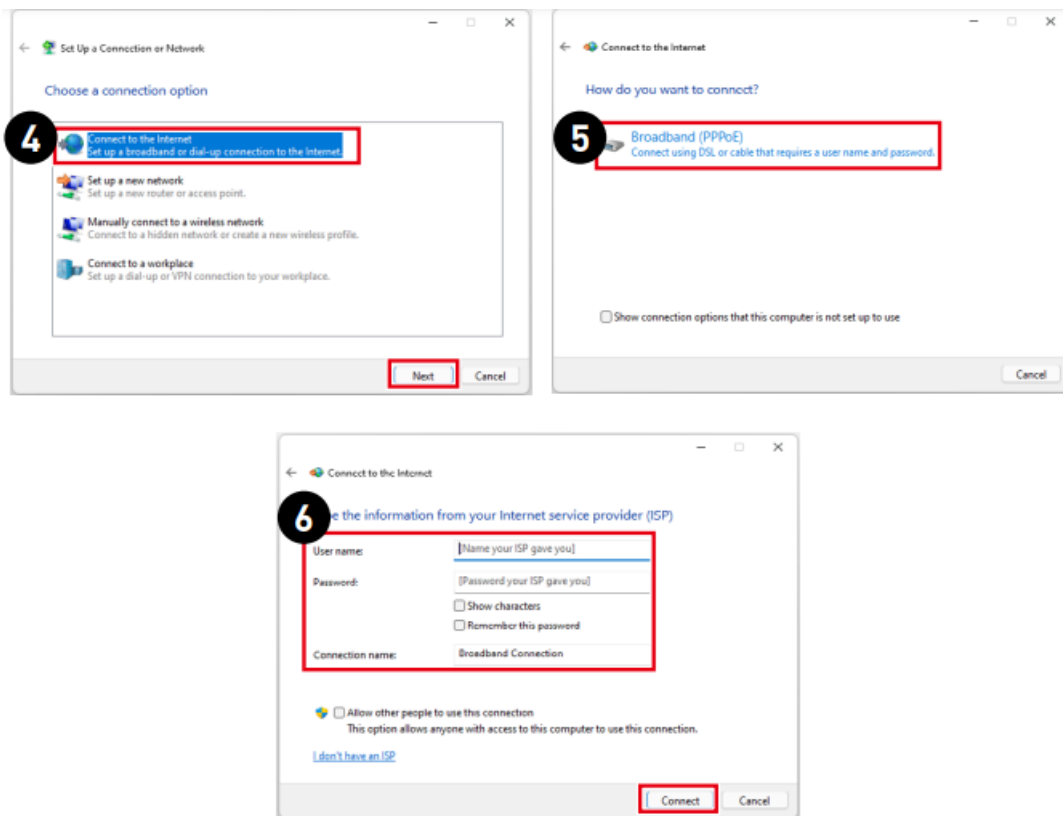 Set Up a Connection or Network
Choose a connection option
4
Connect to the Internet
Set up a broadband or dial-up connection to the Internet.
Set up a new network
Set up a new router or access point.
Manually connect to a wireless network
Connect to a hidden network or create a new wireless profile.
Connect to a workplace
Set up a dial-up or VPN connection to your workplace.
Next
Cancel
Connect to the Internet
How do you want to connect?
5
Broadband (PPPoE)
Connect using DSL or cable that requires a user name and password.
Show connection options that this computer is not set up to use
Cancel
Connect to the Internet
6
e the information from your Internet service provider (ISP)
User name:
[Name your ISP gave you]
Password:
[Password your ISP gave you]
Show characters
Remember this password
Connection name:
Broadband Connection
Allow other people to use this connection
This option allows anyone with access to this computer to use this connection.
I don't have an ISP
Connect
Cancel